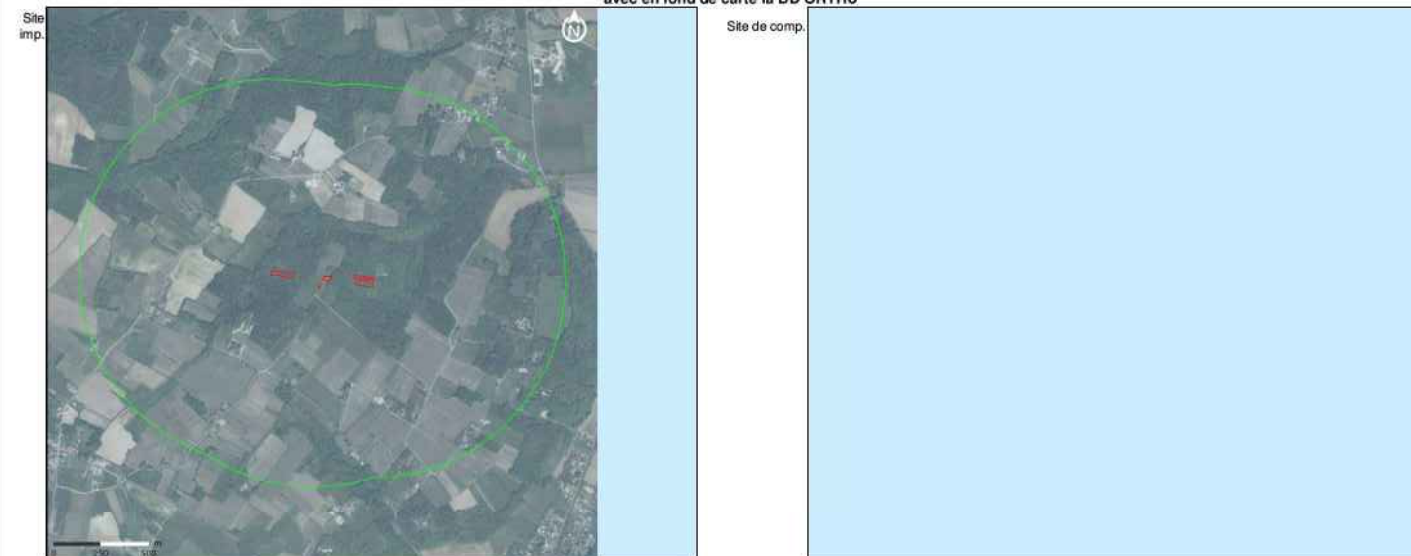 avec en fond de carte la BD ORTHO
Site
imp.
N
Site de comp.
m
0 250 500